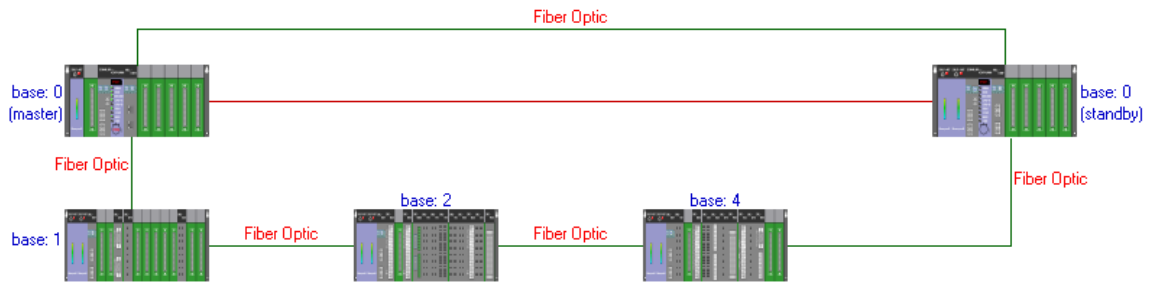 Fiber Optic
base: 0
(master)
base: 0
(standby)
Fiber Optic
Fiber Optic
base: 2
base: 4
base: 1
Fiber Optic
Fiber Optic